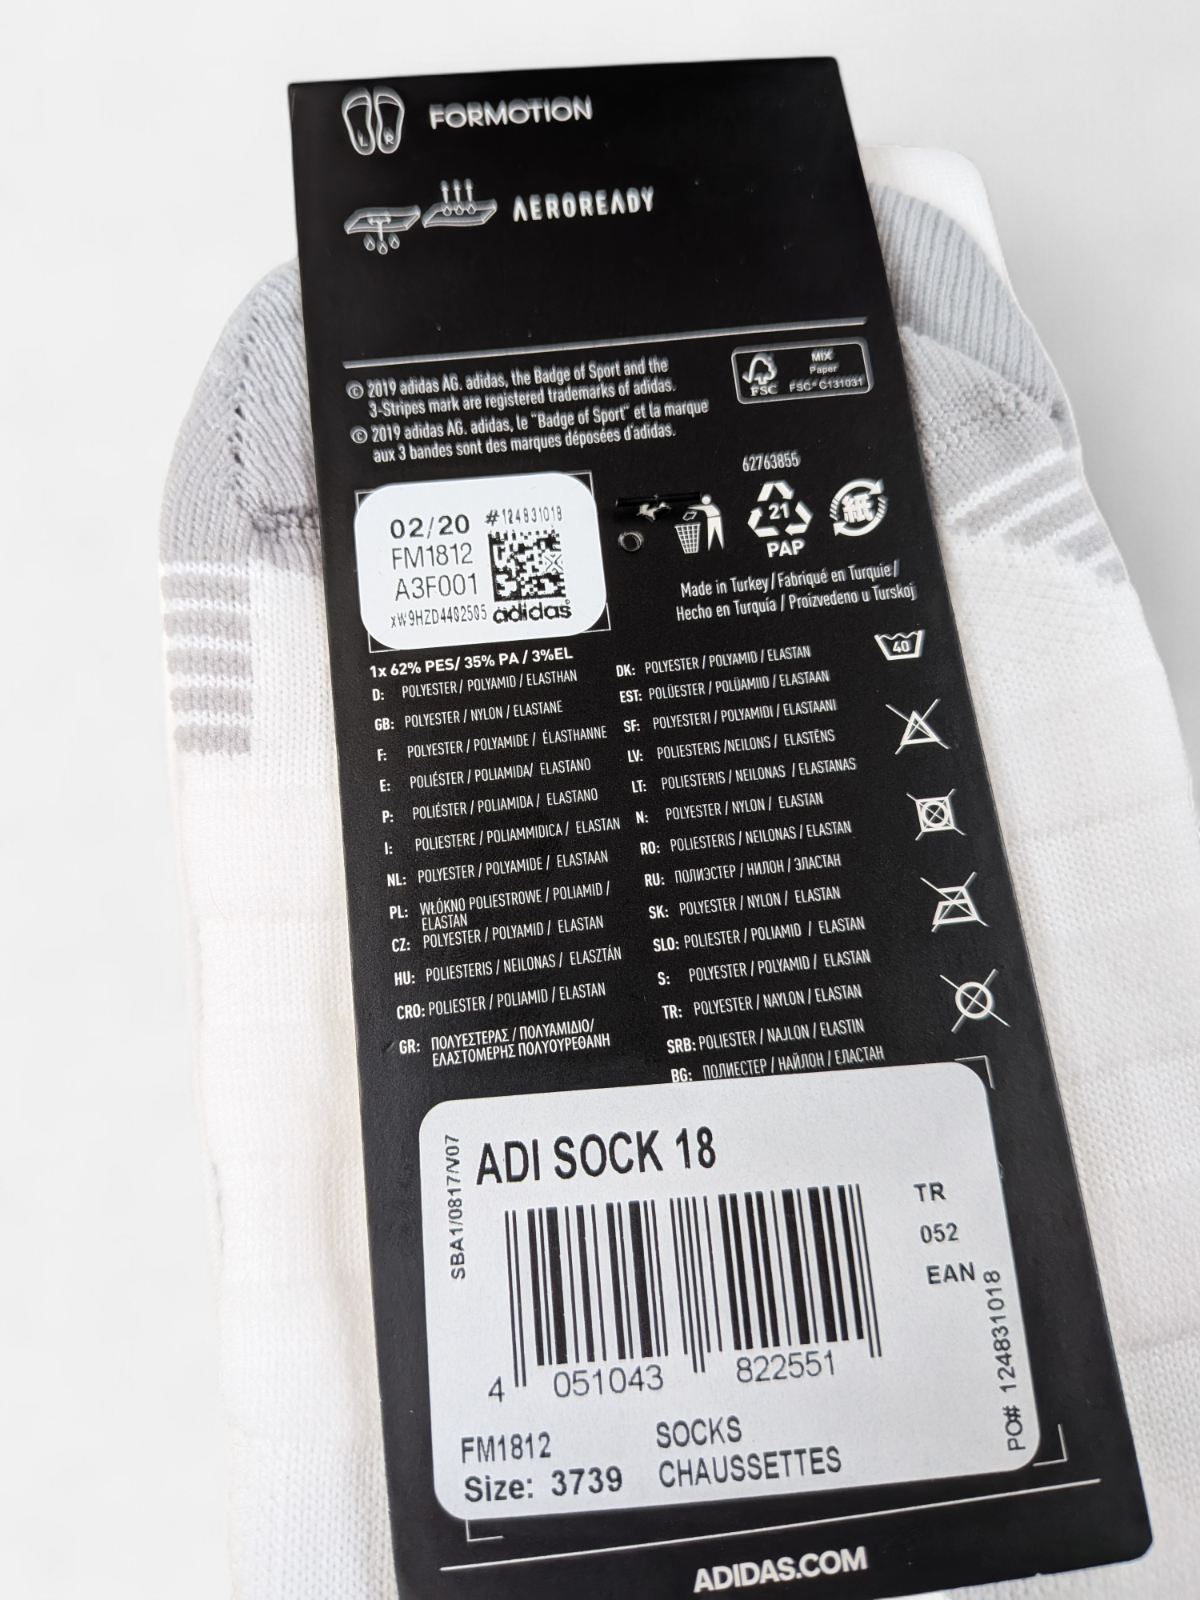 L R FORMOTION
AEROREADY
© 2019 adidas AG. adidas, the Badge of Sport and the
3-Stripes mark are registered trademarks of adidas.
© 2019 adidas AG. adidas, le "Badge of Sport" et la marque
aux 3 bandes sont des marques déposées d'adidas.
FSC
MIX
Paper
FSC® C131031
62763855
21
PAP
紙
02/20 #124831018
FM1812
A3F001
xW9HZD4402505 adidas
Made in Turkey / Fabriqué en Turquie /
Hecho en Turquía / Proizvedeno u Turskoj
40
1x 62% PES/ 35% PA / 3%EL
D: POLYESTER / POLYAMID / ELASTHAN
GB: POLYESTER / NYLON / ELASTANE
F: POLYESTER / POLYAMIDE / ÉLASTHANNE
E: POLIÉSTER / POLIAMIDA/ ELASTANO
P: POLIÉSTER / POLIAMIDA / ELASTANO
I: POLIESTERE / POLIAMMIDICA / ELASTAN
NL: POLYESTER / POLYAMIDE / ELASTAAN
PL: WŁÓKNO POLIESTROWE / POLIAMID /
ELASTAN
CZ: POLYESTER / POLYAMID / ELASTAN
HU: POLIESTERIS / NEILONAS / ELASZTÁN
CRO: POLIESTER / POLIAMID / ELASTAN
GR: ΠΟΛΥΕΣΤΕΡΑΣ / ΠΟΛΥΑΜΙΔΙΟ/
ΕΛΑΣΤΟΜΕΡΗΣ ΠΟΛΥΟΥΡΕΘΑΝΗ
DK: POLYESTER / POLYAMID / ELASTAN
EST: POLÜESTER / POLÜAMIID / ELASTAAN
SF: POLYESTERI / POLYAMIDI / ELASTAANI
LV: POLIESTERIS /NEILONS / ELASTĒNS
LT: POLIESTERIS / NEILONAS / ELASTANAS
N: POLYESTER / NYLON / ELASTAN
RO: POLIESTERIS / NEILONAS / ELASTAN
RU: ПОЛИЭСТЕР / НИЛОН / ЭЛАСТАН
SK: POLYESTER / NYLON / ELASTAN
SLO: POLIESTER / POLIAMID / ELASTAN
S: POLYESTER / POLYAMID / ELASTAN
TR: POLYESTER / NAYLON / ELASTAN
SRB: POLIESTER / NAJLON / ELASTIN
BG: ПОЛИЕСТЕР / НАЙЛОН / ЕЛАСТАН
SBA1/0817/V07
ADI SOCK 18
TR
052
EAN
PO# 124831018
4 051043 822551
FM1812 SOCKS
Size: 3739 CHAUSSETTES
ADIDAS.COM